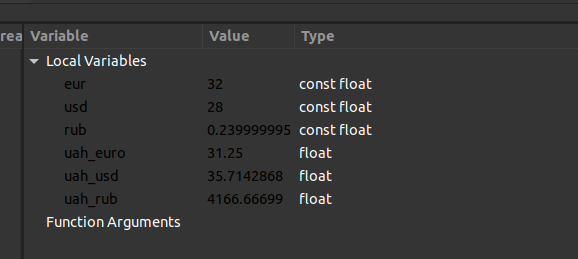 rea Variable Value Type
Local Variables
eur 32 const float
usd 28 const float
rub 0.239999995 const float
uah_euro 31.25 float
uah_usd 35.7142868 float
uah_rub 4166.66699 float
Function Arguments